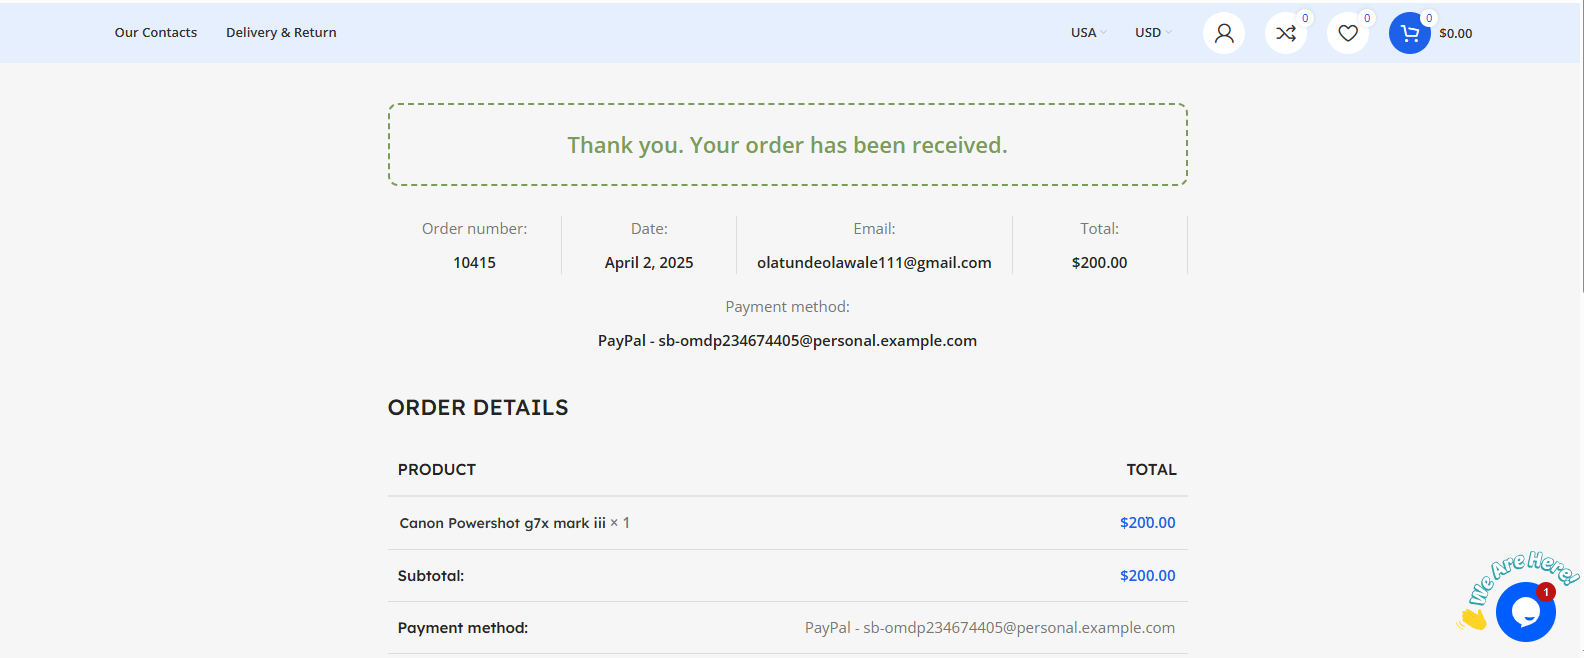 Our Contacts Delivery & Return USA USD 0 0 0 $0.00
Thank you. Your order has been received.
Order number: Date: Email: Total:
10415 April 2, 2025 olatundeolawale111@gmail.com $200.00
Payment method:
PayPal - sb-omdp234674405@personal.example.com
ORDER DETAILS
PRODUCT TOTAL
Canon Powershot g7x mark iii × 1 $200.00
Subtotal: $200.00
Payment method: PayPal - sb-omdp234674405@personal.example.com
We Are Here!
1